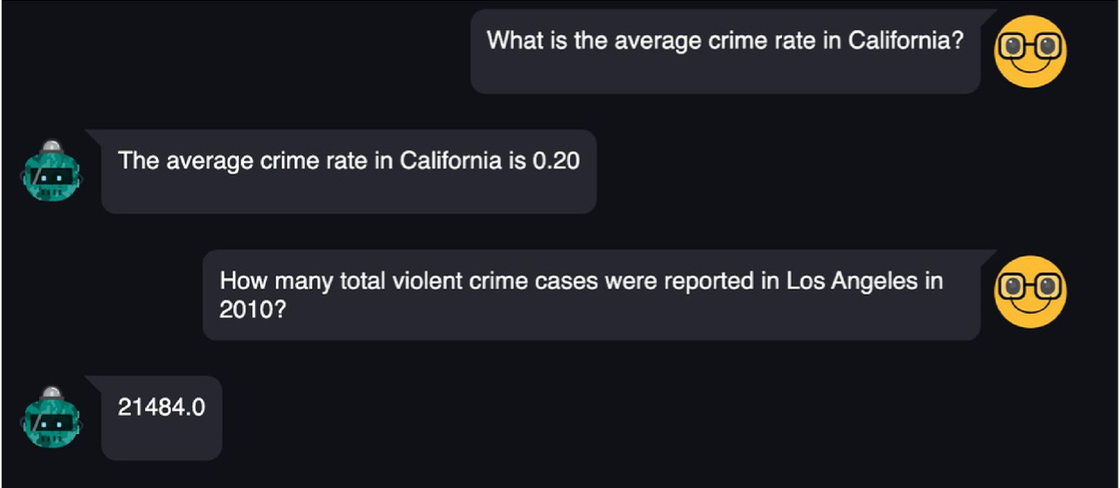 What is the average crime rate in California?
The average crime rate in California is 0.20
How many total violent crime cases were reported in Los Angeles in
2010?
21484.0